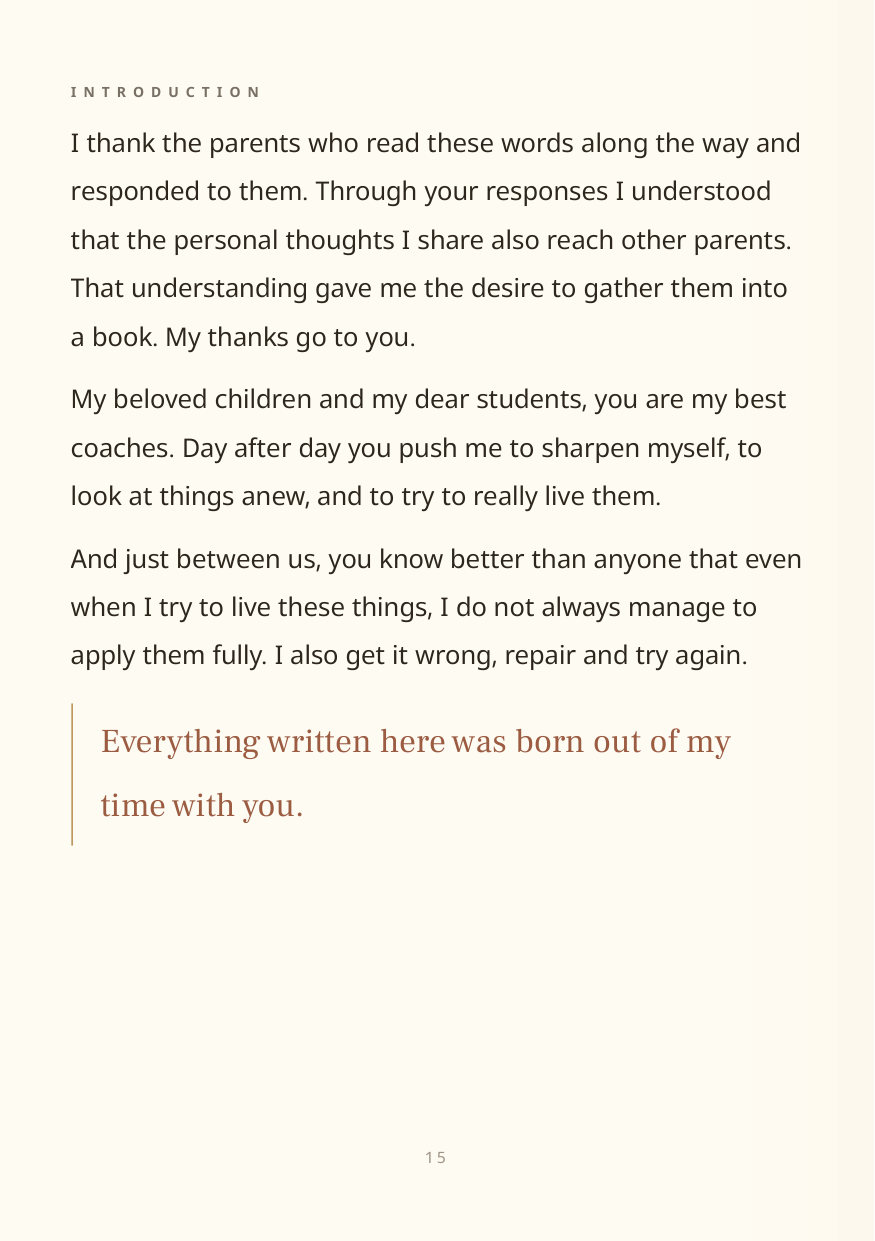 INTRODUCTION
I thank the parents who read these words along the way and
responded to them. Through your responses I understood
that the personal thoughts I share also reach other parents.
That understanding gave me the desire to gather them into
a book. My thanks go to you.
My beloved children and my dear students, you are my best
coaches. Day after day you push me to sharpen myself, to
look at things anew, and to try to really live them.
And just between us, you know better than anyone that even
when I try to live these things, I do not always manage to
apply them fully. I also get it wrong, repair and try again.
Everything written here was born out of my
time with you.
15